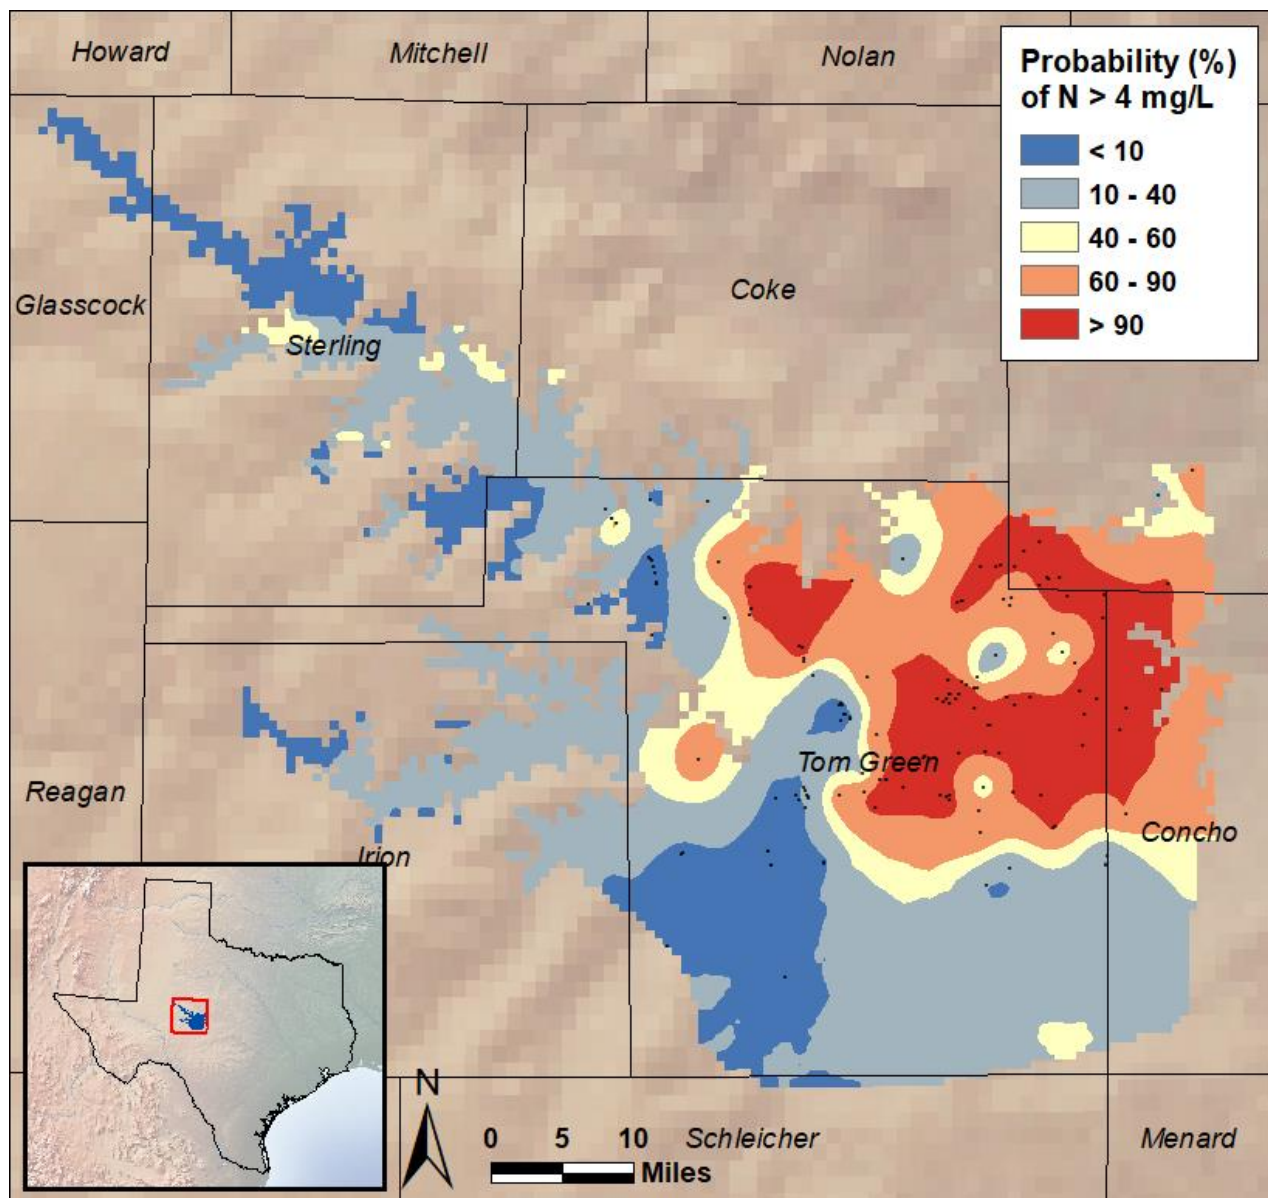 Howard
Mitchell
Nolan
Probability (%)
of N > 4 mg/L
< 10
10 - 40
40 - 60
60 - 90
> 90
Glasscock
Coke
Sterling
Tom Green
Reagan
Concho
Irion
N
0 5 10
Miles
Schleicher
Menard